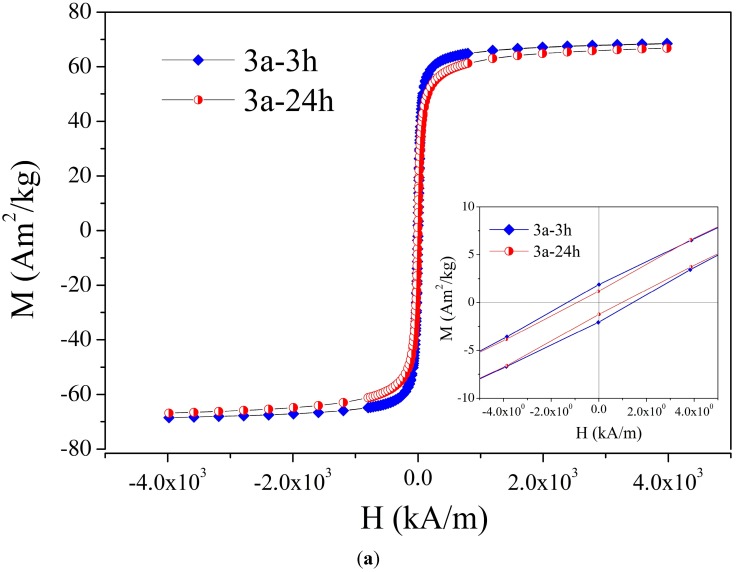 80
60
40
20
0
-20
-40
-60
-80
M (Am²/kg)
3a-3h
3a-24h
-4.0x10³ -2.0x10³ 0.0 2.0x10³ 4.0x10³
H (kA/m)
10
5
0
-5
-10
M (Am²/kg)
3a-3h
3a-24h
-4.0x10⁰ -2.0x10⁰ 0.0 2.0x10⁰ 4.0x10⁰
H (kA/m)
(a)